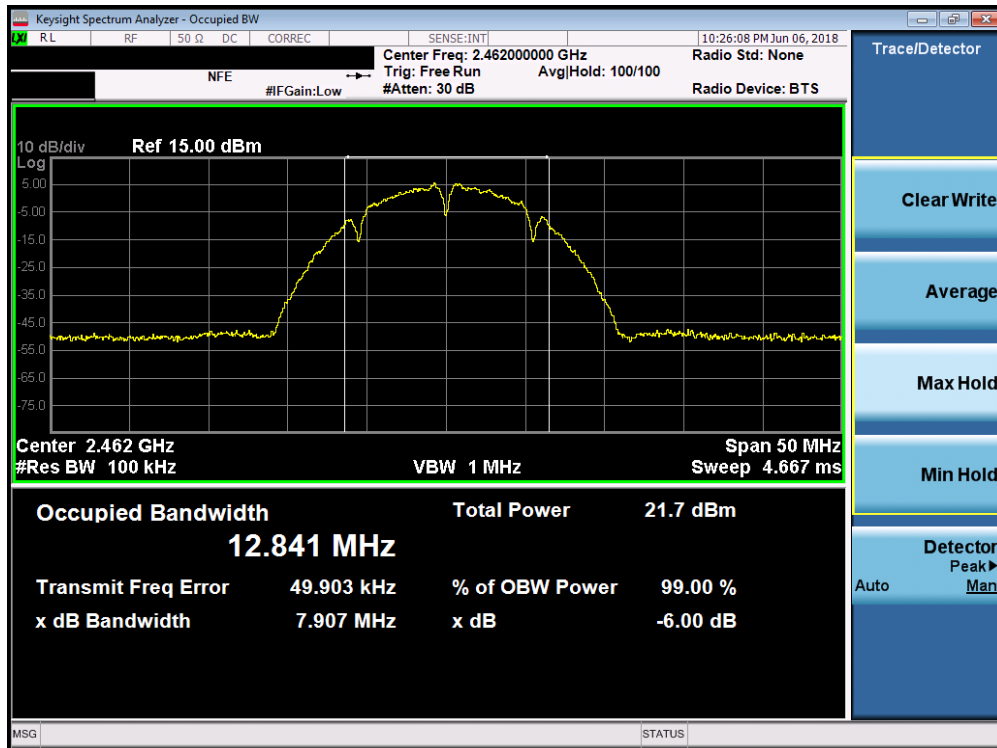 Keysight Spectrum Analyzer - Occupied BW
LXI RL RF 50 Ω DC CORREC SENSE:INT 10:26:08 PM Jun 06, 2018
Center Freq: 2.462000000 GHz Radio Std: None
NFE Trig: Free Run Avg|Hold: 100/100
#IFGain:Low #Atten: 30 dB Radio Device: BTS
10 dB/div Ref 15.00 dBm
Log
5.00
-5.00
-15.0
-25.0
-35.0
-45.0
-55.0
-65.0
-75.0
Center 2.462 GHz Span 50 MHz
#Res BW 100 kHz VBW 1 MHz Sweep 4.667 ms
Occupied Bandwidth Total Power 21.7 dBm
12.841 MHz
Transmit Freq Error 49.903 kHz % of OBW Power 99.00 %
x dB Bandwidth 7.907 MHz x dB -6.00 dB
MSG STATUS
Trace/Detector
Clear Write
Average
Max Hold
Min Hold
Detector
Peak▶
Auto Man